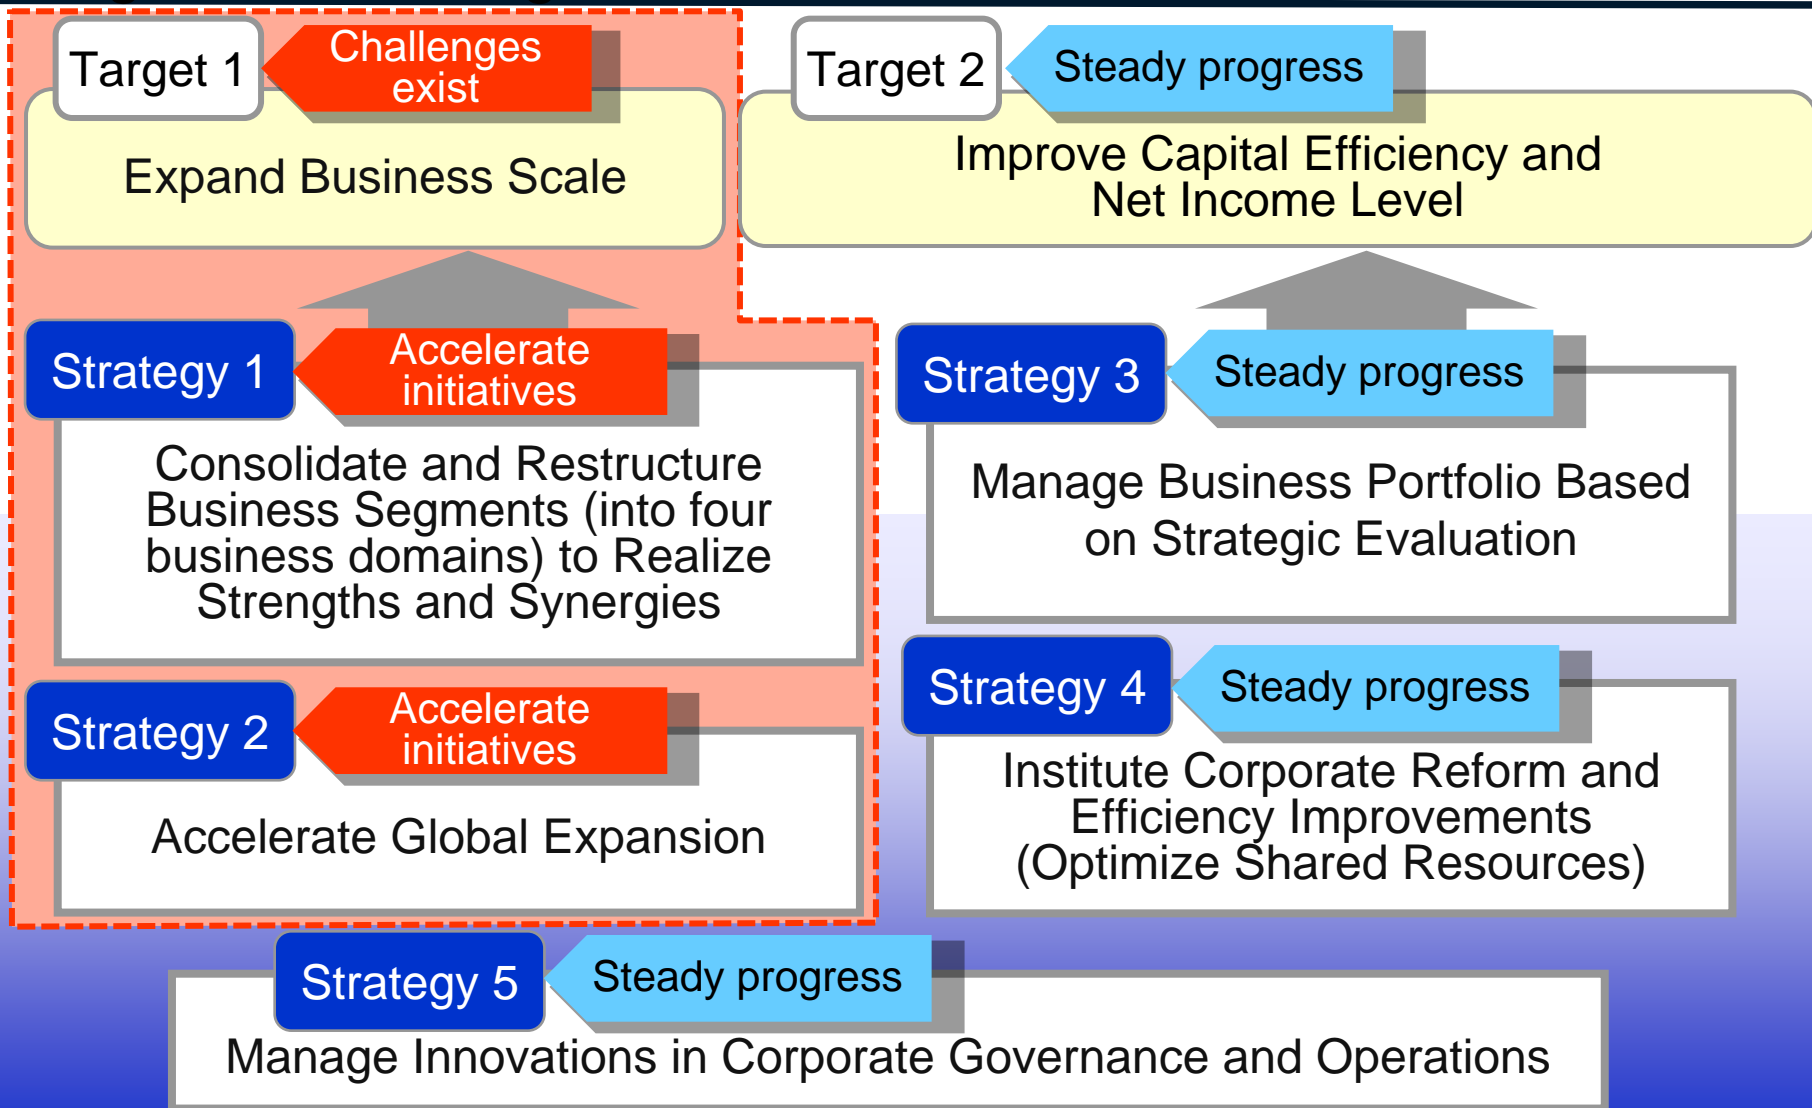 Target 1
Challenges
exist
Expand Business Scale
Target 2
Steady progress
Improve Capital Efficiency and
Net Income Level
Strategy 1
Accelerate
initiatives
Consolidate and Restructure
Business Segments (into four
business domains) to Realize
Strengths and Synergies
Strategy 2
Accelerate
initiatives
Accelerate Global Expansion
Strategy 3
Steady progress
Manage Business Portfolio Based
on Strategic Evaluation
Strategy 4
Steady progress
Institute Corporate Reform and
Efficiency Improvements
(Optimize Shared Resources)
Strategy 5
Steady progress
Manage Innovations in Corporate Governance and Operations